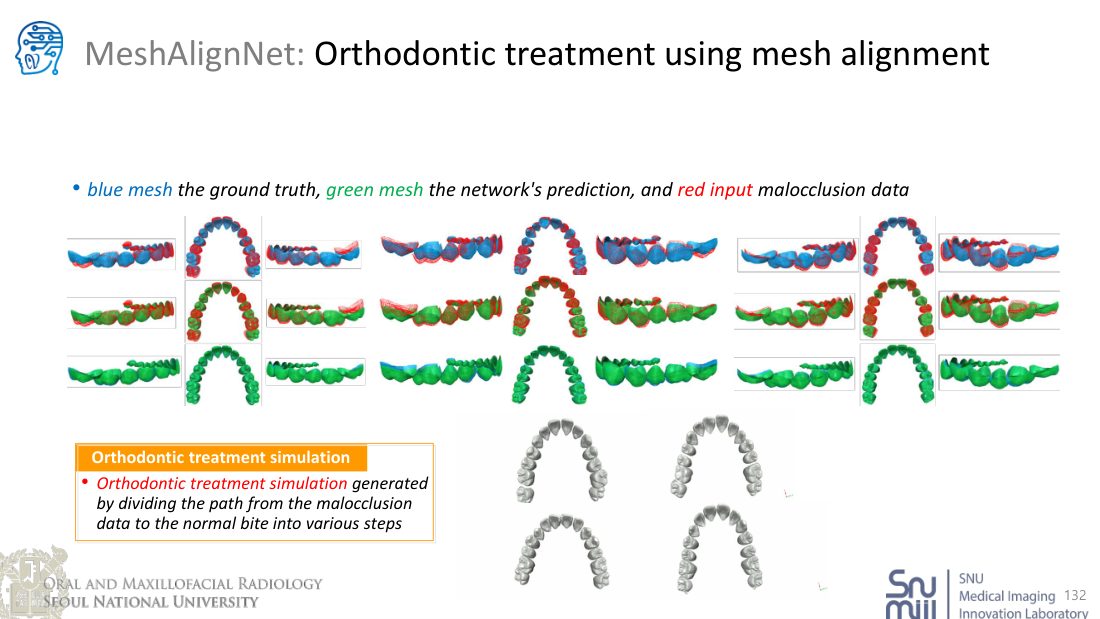 MeshAlignNet: Orthodontic treatment using mesh alignment
• blue mesh the ground truth, green mesh the network's prediction, and red input malocclusion data
Orthodontic treatment simulation
• Orthodontic treatment simulation generated
by dividing the path from the malocclusion
data to the normal bite into various steps
ORAL AND MAXILLOFACIAL RADIOLOGY
SEOUL NATIONAL UNIVERSITY
Snu
miil
SNU
Medical Imaging
Innovation Laboratory
132